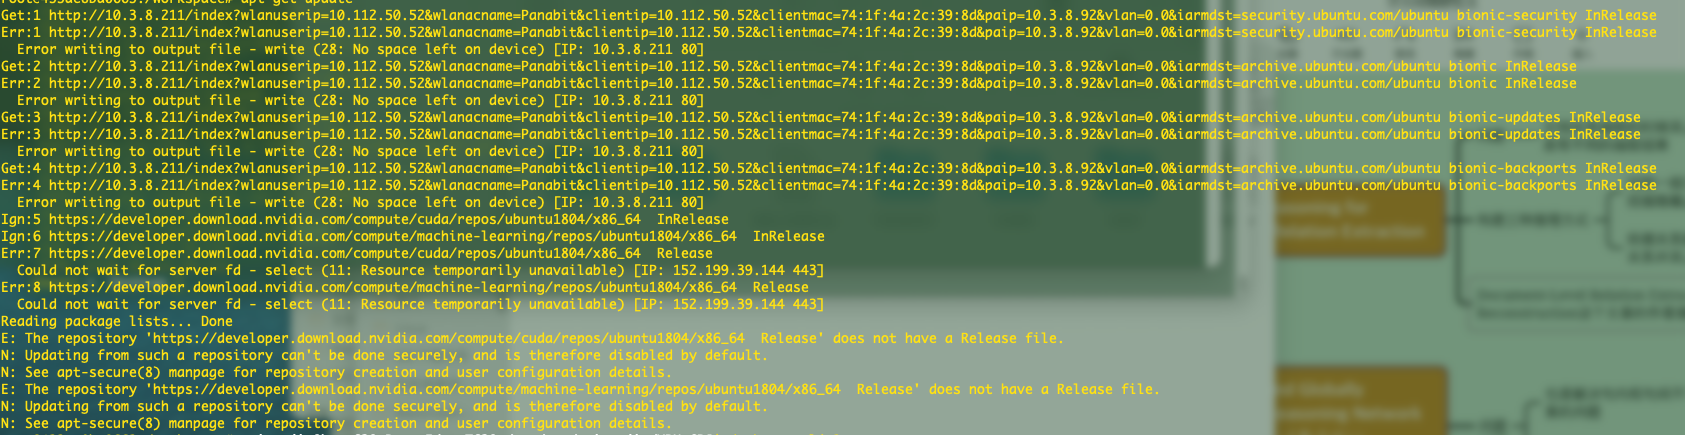 apt-get update
Get:1 http://10.3.8.211/index?wlanuserip=10.112.50.52&wlanacname=Panabit&clientip=10.112.50.52&clientmac=74:1f:4a:2c:39:8d&paip=10.3.8.92&vlan=0.0&iarmdst=security.ubuntu.com/ubuntu bionic-security InRelease
Err:1 http://10.3.8.211/index?wlanuserip=10.112.50.52&wlanacname=Panabit&clientip=10.112.50.52&clientmac=74:1f:4a:2c:39:8d&paip=10.3.8.92&vlan=0.0&iarmdst=security.ubuntu.com/ubuntu bionic-security InRelease
  Error writing to output file - write (28: No space left on device) [IP: 10.3.8.211 80]
Get:2 http://10.3.8.211/index?wlanuserip=10.112.50.52&wlanacname=Panabit&clientip=10.112.50.52&clientmac=74:1f:4a:2c:39:8d&paip=10.3.8.92&vlan=0.0&iarmdst=archive.ubuntu.com/ubuntu bionic InRelease
Err:2 http://10.3.8.211/index?wlanuserip=10.112.50.52&wlanacname=Panabit&clientip=10.112.50.52&clientmac=74:1f:4a:2c:39:8d&paip=10.3.8.92&vlan=0.0&iarmdst=archive.ubuntu.com/ubuntu bionic InRelease
  Error writing to output file - write (28: No space left on device) [IP: 10.3.8.211 80]
Get:3 http://10.3.8.211/index?wlanuserip=10.112.50.52&wlanacname=Panabit&clientip=10.112.50.52&clientmac=74:1f:4a:2c:39:8d&paip=10.3.8.92&vlan=0.0&iarmdst=archive.ubuntu.com/ubuntu bionic-updates InRelease
Err:3 http://10.3.8.211/index?wlanuserip=10.112.50.52&wlanacname=Panabit&clientip=10.112.50.52&clientmac=74:1f:4a:2c:39:8d&paip=10.3.8.92&vlan=0.0&iarmdst=archive.ubuntu.com/ubuntu bionic-updates InRelease
  Error writing to output file - write (28: No space left on device) [IP: 10.3.8.211 80]
Get:4 http://10.3.8.211/index?wlanuserip=10.112.50.52&wlanacname=Panabit&clientip=10.112.50.52&clientmac=74:1f:4a:2c:39:8d&paip=10.3.8.92&vlan=0.0&iarmdst=archive.ubuntu.com/ubuntu bionic-backports InRelease
Err:4 http://10.3.8.211/index?wlanuserip=10.112.50.52&wlanacname=Panabit&clientip=10.112.50.52&clientmac=74:1f:4a:2c:39:8d&paip=10.3.8.92&vlan=0.0&iarmdst=archive.ubuntu.com/ubuntu bionic-backports InRelease
  Error writing to output file - write (28: No space left on device) [IP: 10.3.8.211 80]
Ign:5 https://developer.download.nvidia.com/compute/cuda/repos/ubuntu1804/x86_64  InRelease
Ign:6 https://developer.download.nvidia.com/compute/machine-learning/repos/ubuntu1804/x86_64  InRelease
Err:7 https://developer.download.nvidia.com/compute/cuda/repos/ubuntu1804/x86_64  Release
  Could not wait for server fd - select (11: Resource temporarily unavailable) [IP: 152.199.39.144 443]
Err:8 https://developer.download.nvidia.com/compute/machine-learning/repos/ubuntu1804/x86_64  Release
  Could not wait for server fd - select (11: Resource temporarily unavailable) [IP: 152.199.39.144 443]
Reading package lists... Done
E: The repository 'https://developer.download.nvidia.com/compute/cuda/repos/ubuntu1804/x86_64  Release' does not have a Release file.
N: Updating from such a repository can't be done securely, and is therefore disabled by default.
N: See apt-secure(8) manpage for repository creation and user configuration details.
E: The repository 'https://developer.download.nvidia.com/compute/machine-learning/repos/ubuntu1804/x86_64  Release' does not have a Release file.
N: Updating from such a repository can't be done securely, and is therefore disabled by default.
N: See apt-secure(8) manpage for repository creation and user configuration details.